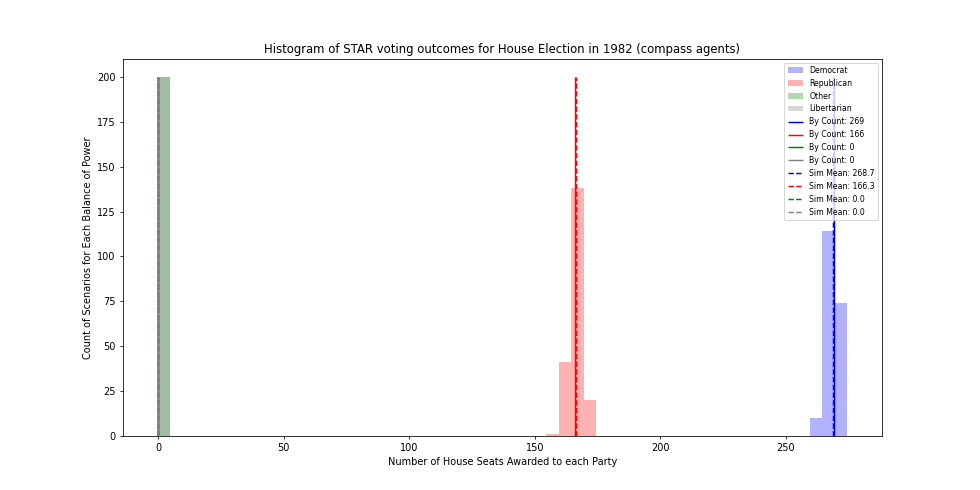 Histogram of STAR voting outcomes for House Election in 1982 (compass agents)
Democrat
Republican
Other
Libertarian
By Count: 269
By Count: 166
By Count: 0
By Count: 0
Sim Mean: 268.7
Sim Mean: 166.3
Sim Mean: 0.0
Sim Mean: 0.0
Count of Scenarios for Each Balance of Power
200
175
150
125
100
75
50
25
0
0 50 100 150 200 250
Number of House Seats Awarded to each Party